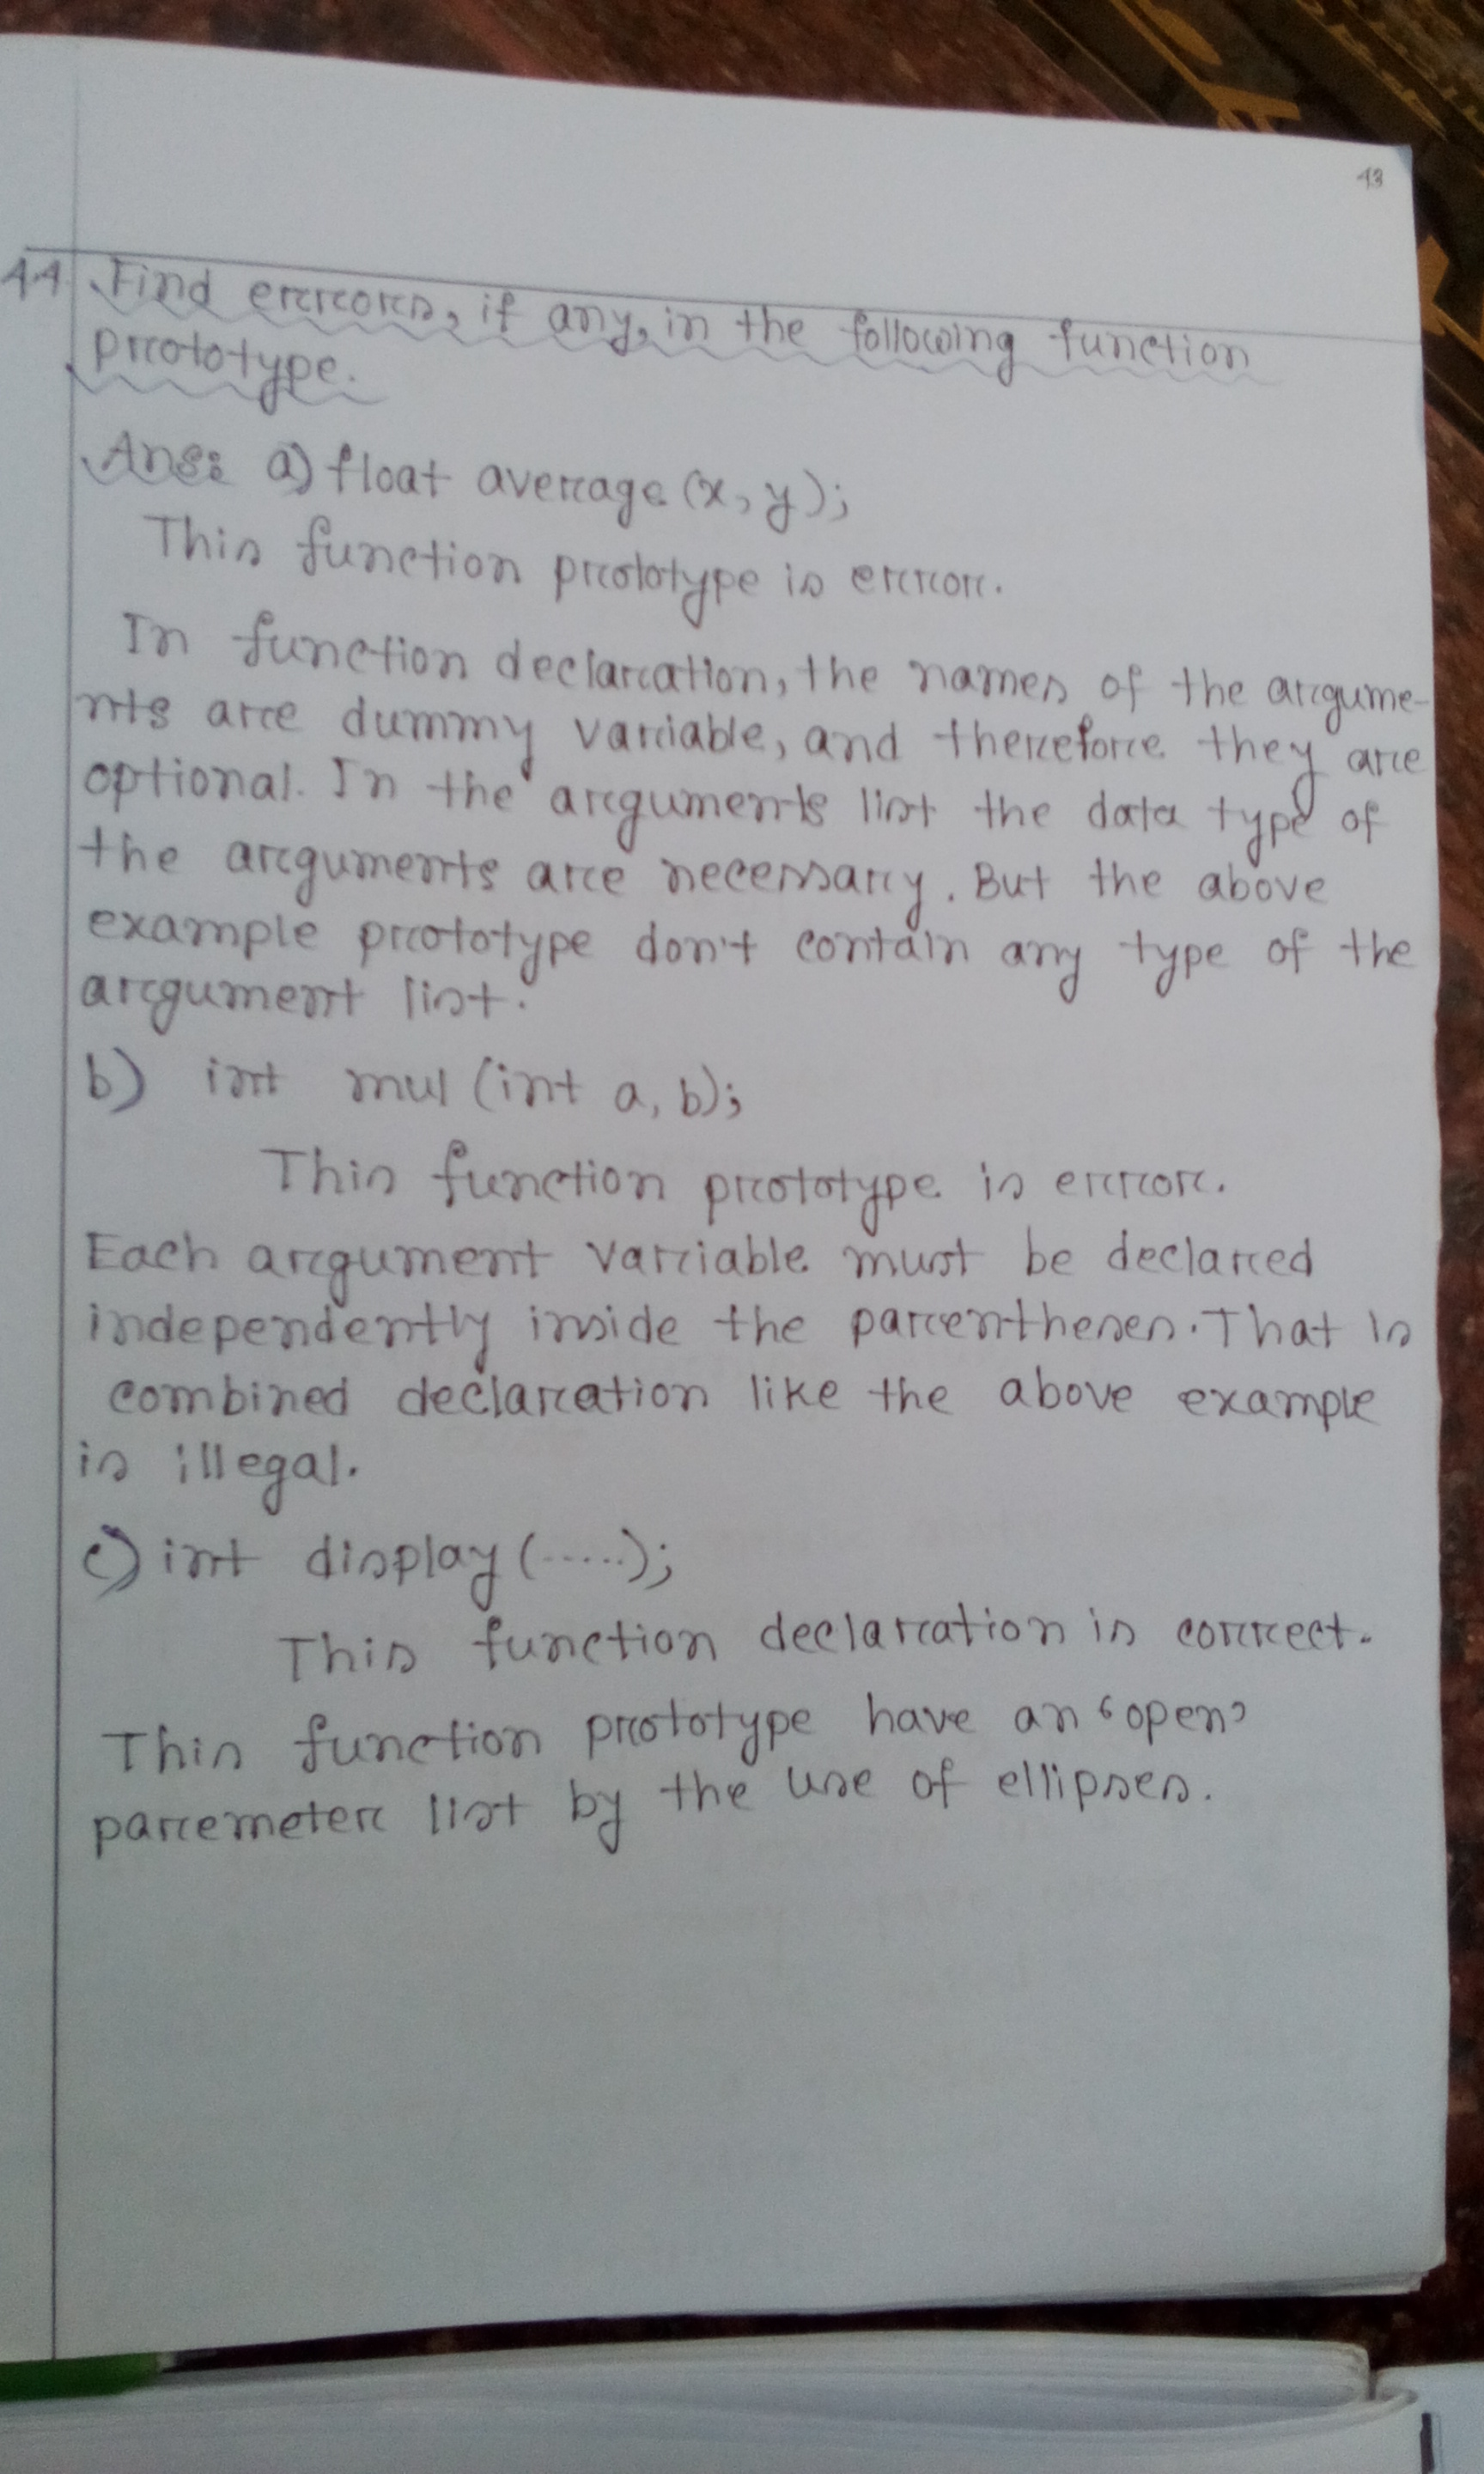 43
44. Find errors, if any, in the following function
prototype.
Ans: a) float average (x, y);
This function prototype is error.
In function declaration, the names of the argume-
nts are dummy variable, and therefore they are
optional. In the arguments list the data type of
the arguments are necessary. But the above
example prototype don't contain any type of the
argument list.
b) int mul (int a, b);
This function prototype is error.
Each argument variable must be declared
independently inside the parentheses. That is
combined declaration like the above example
is illegal.
c) int display (.....);
This function declaration is correct.
This function prototype have an 'open'
paremeter list by the use of ellipses.